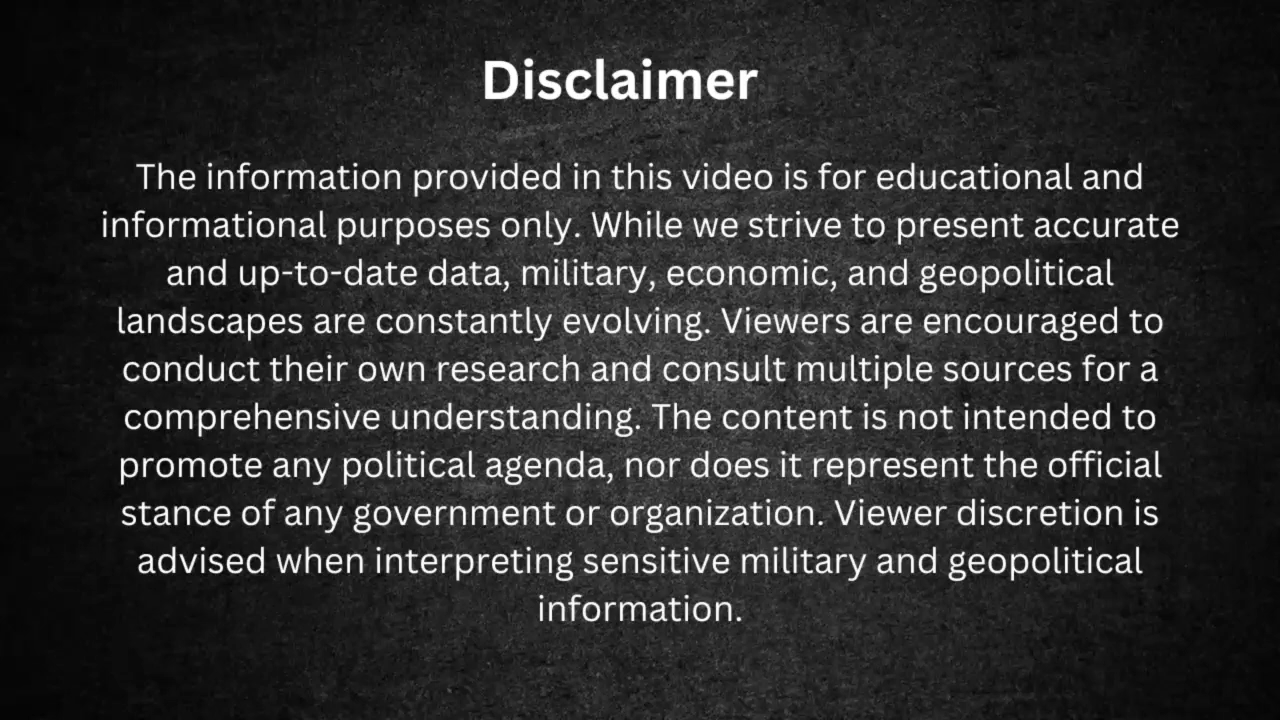 Disclaimer
The information provided in this video is for educational and
informational purposes only. While we strive to present accurate
and up-to-date data, military, economic, and geopolitical
landscapes are constantly evolving. Viewers are encouraged to
conduct their own research and consult multiple sources for a
comprehensive understanding. The content is not intended to
promote any political agenda, nor does it represent the official
stance of any government or organization. Viewer discretion is
advised when interpreting sensitive military and geopolitical
information.